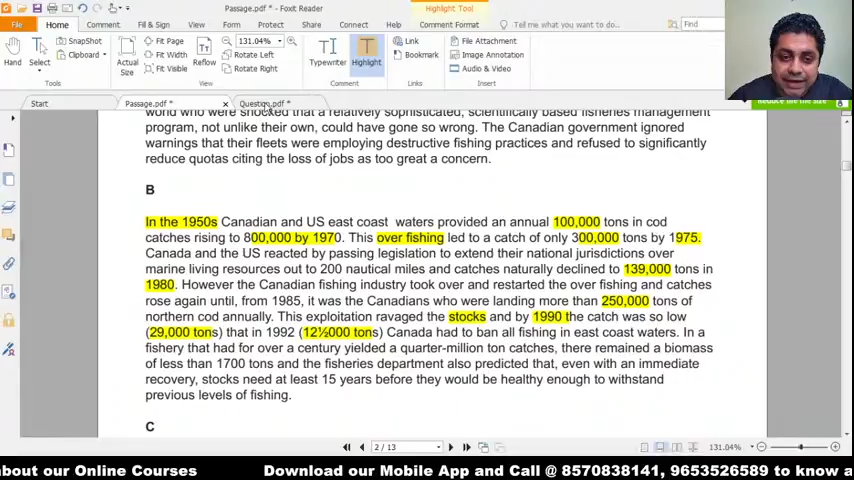 Passage.pdf * - Foxit Reader
Highlight Tool
File
Home
Comment
Fill & Sign
View
Form
Protect
Share
Connect
Help
Extras
Comment Format
Tell me what you want to do...
Find
Hand
Select
SnapShot
Clipboard
Actual Size
Fit Page
Fit Width
Fit Visible
Reflow
131.04%
Rotate Left
Rotate Right
Typewriter
Highlight
Link
Bookmark
File Attachment
Image Annotation
Audio & Video
Tools
View
Comment
Links
Insert
Start
Passage.pdf *
Question.pdf *
Reduce the file size
world who were shocked that a relatively sophisticated, scientifically based fisheries management
program, not unlike their own, could have gone so wrong. The Canadian government ignored
warnings that their fleets were employing destructive fishing practices and refused to significantly
reduce quotas citing the loss of jobs as too great a concern.
B
In the 1950s Canadian and US east coast waters provided an annual 100,000 tons in cod
catches rising to 800,000 by 1970. This over fishing led to a catch of only 300,000 tons by 1975.
Canada and the US reacted by passing legislation to extend their national jurisdictions over
marine living resources out to 200 nautical miles and catches naturally declined to 139,000 tons in
1980. However the Canadian fishing industry took over and restarted the over fishing and catches
rose again until, from 1985, it was the Canadians who were landing more than 250,000 tons of
northern cod annually. This exploitation ravaged the stocks and by 1990 the catch was so low
(29,000 tons) that in 1992 (12½000 tons) Canada had to ban all fishing in east coast waters. In a
fishery that had for over a century yielded a quarter-million ton catches, there remained a biomass
of less than 1700 tons and the fisheries department also predicted that, even with an immediate
recovery, stocks need at least 15 years before they would be healthy enough to withstand
previous levels of fishing.
C
2 / 13
131.04%
about our Online Courses Download our Mobile App and Call @ 8570838141, 9653526589 to know a